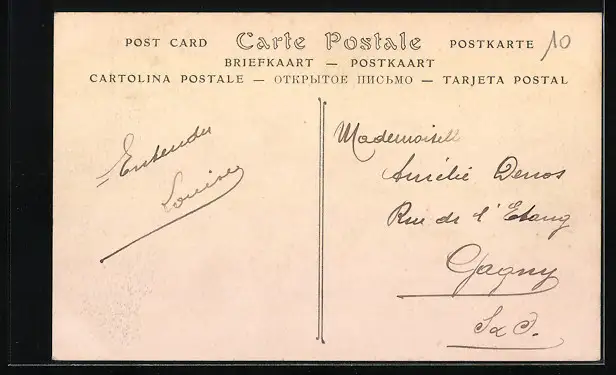 POST CARD Carte Postale POSTKARTE 10
BRIEFKAART — POSTKAART
CARTOLINA POSTALE — ОТКРЫТОЕ ПИСЬМО — TARJETA POSTAL
Entendu
Louise
Mademoiselle
Amélie Denos
Rue de l'Etang
Gagny
S & O.